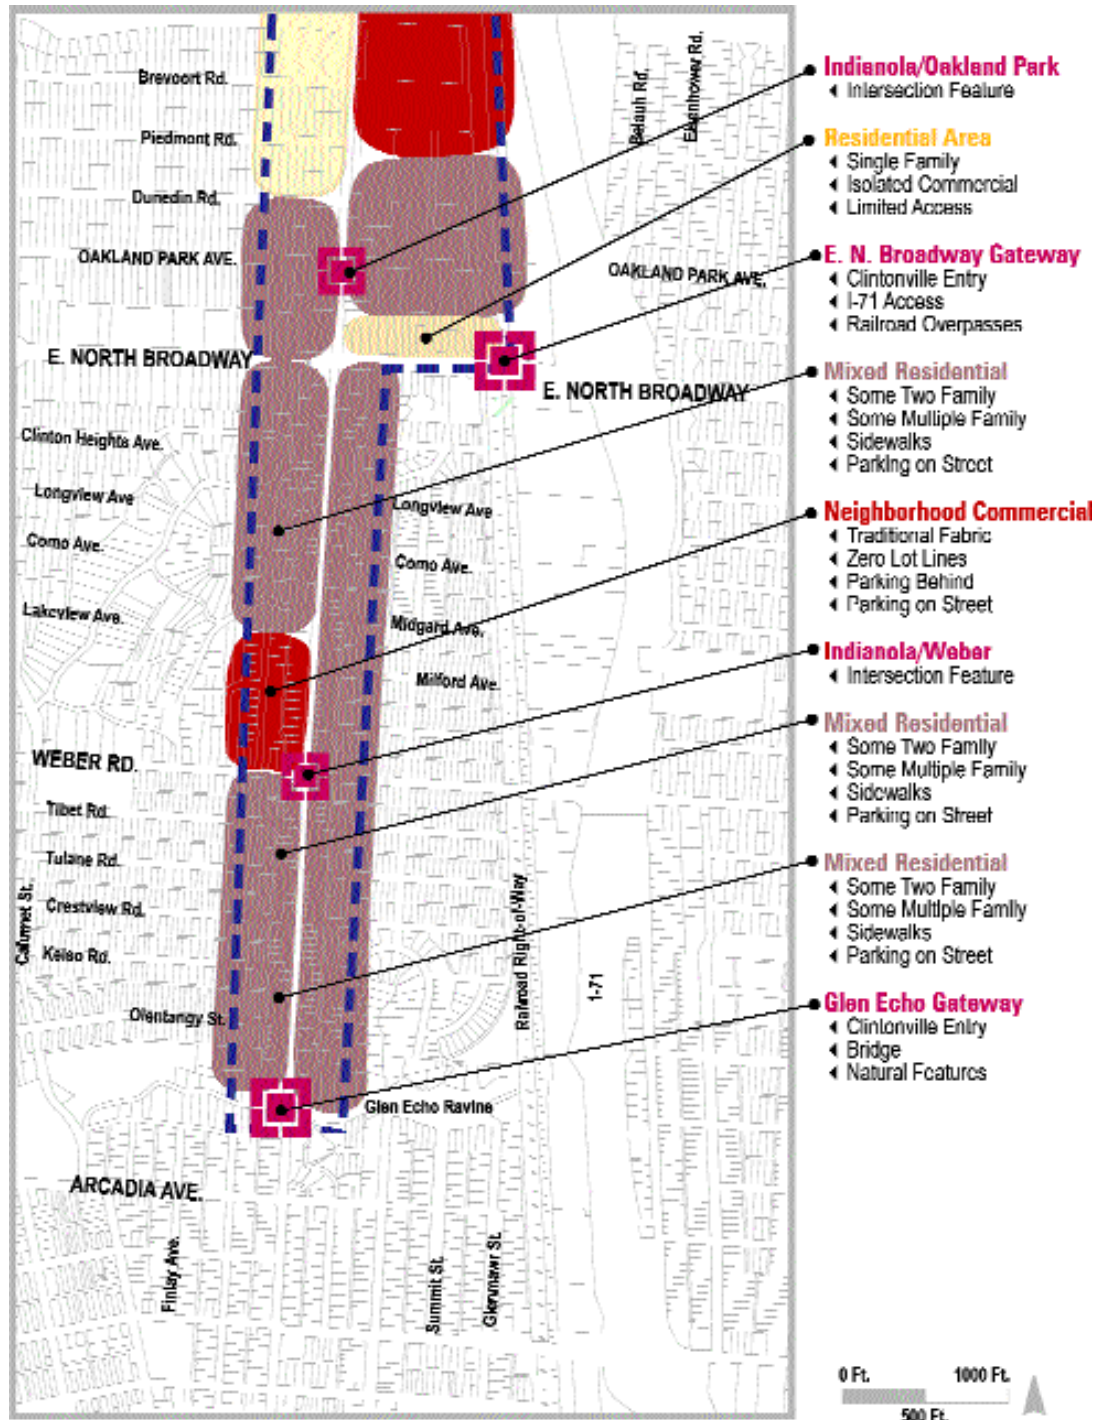 Brevoort Rd.
Piedmont Rd.
Dunedin Rd.
OAKLAND PARK AVE.
E. NORTH BROADWAY
Clinton Heights Ave.
Longview Ave
Como Ave.
Lakeview Ave.
WEBER RD.
Tibet Rd.
Tulane Rd.
Crestview Rd.
Kelso Rd.
Calumet St.
Olentangy St.
ARCADIA AVE.
Finlay Ave.
Summit St.
Glenmawr St.
Glen Echo Ravine
Longview Ave
Como Ave.
Midgard Ave.
Milford Ave.
Railroad Right-of-Way
I-71
E. NORTH BROADWAY
OAKLAND PARK AVE.
Eisenhower Rd.
Indianola/Oakland Park
Intersection Feature
Residential Area
Single Family
Isolated Commercial
Limited Access
E. N. Broadway Gateway
Clintonville Entry
I-71 Access
Railroad Overpasses
Mixed Residential
Some Two Family
Some Multiple Family
Sidewalks
Parking on Street
Neighborhood Commercial
Traditional Fabric
Zero Lot Lines
Parking Behind
Parking on Street
Indianola/Weber
Intersection Feature
Mixed Residential
Some Two Family
Some Multiple Family
Sidewalks
Parking on Street
Mixed Residential
Some Two Family
Some Multiple Family
Sidewalks
Parking on Street
Glen Echo Gateway
Clintonville Entry
Bridge
Natural Features
0 Ft. 1000 Ft.
500 Ft.